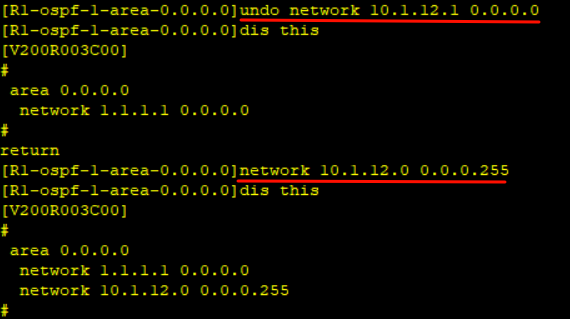 [R1-ospf-1-area-0.0.0.0]undo network 10.1.12.1 0.0.0.0
[R1-ospf-1-area-0.0.0.0]dis this
[V200R003C00]
#
 area 0.0.0.0
  network 1.1.1.1 0.0.0.0
#
return
[R1-ospf-1-area-0.0.0.0]network 10.1.12.0 0.0.0.255
[R1-ospf-1-area-0.0.0.0]dis this
[V200R003C00]
#
 area 0.0.0.0
  network 1.1.1.1 0.0.0.0
  network 10.1.12.0 0.0.0.255
#